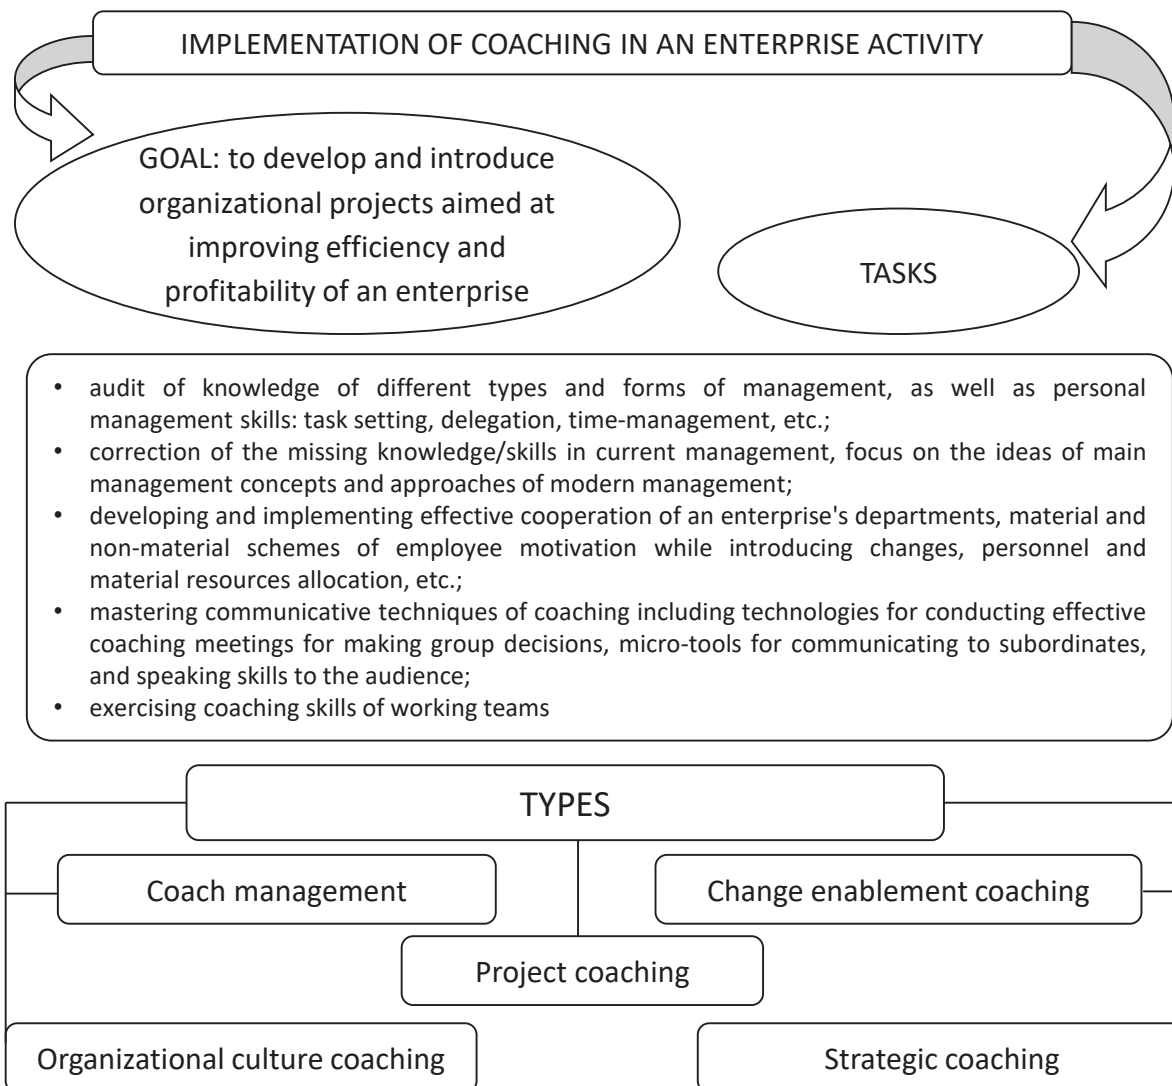 IMPLEMENTATION OF COACHING IN AN ENTERPRISE ACTIVITY
GOAL: to develop and introduce
organizational projects aimed at
improving efficiency and
profitability of an enterprise
TASKS
• audit of knowledge of different types and forms of management, as well as personal
management skills: task setting, delegation, time-management, etc.;
• correction of the missing knowledge/skills in current management, focus on the ideas of main
management concepts and approaches of modern management;
• developing and implementing effective cooperation of an enterprise's departments, material and
non-material schemes of employee motivation while introducing changes, personnel and
material resources allocation, etc.;
• mastering communicative techniques of coaching including technologies for conducting effective
coaching meetings for making group decisions, micro-tools for communicating to subordinates,
and speaking skills to the audience;
• exercising coaching skills of working teams
TYPES
Coach management
Change enablement coaching
Project coaching
Organizational culture coaching
Strategic coaching